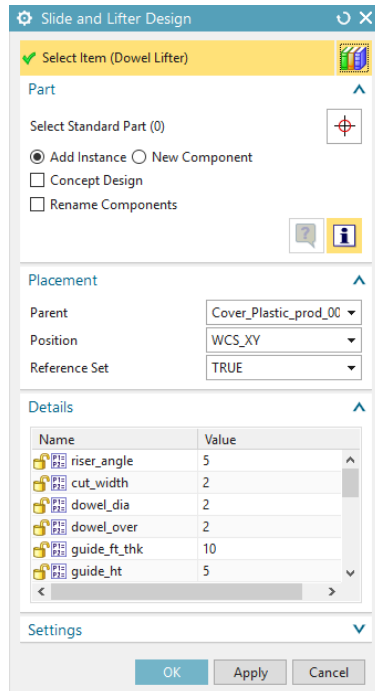 Slide and Lifter Design
Select Item (Dowel Lifter)
Part
Select Standard Part (0)
Add Instance New Component
Concept Design
Rename Components
Placement
Parent Cover_Plastic_prod_00
Position WCS_XY
Reference Set TRUE
Details
Name Value
riser_angle 5
cut_width 2
dowel_dia 2
dowel_over 2
guide_ft_thk 10
guide_ht 5
Settings
OK Apply Cancel